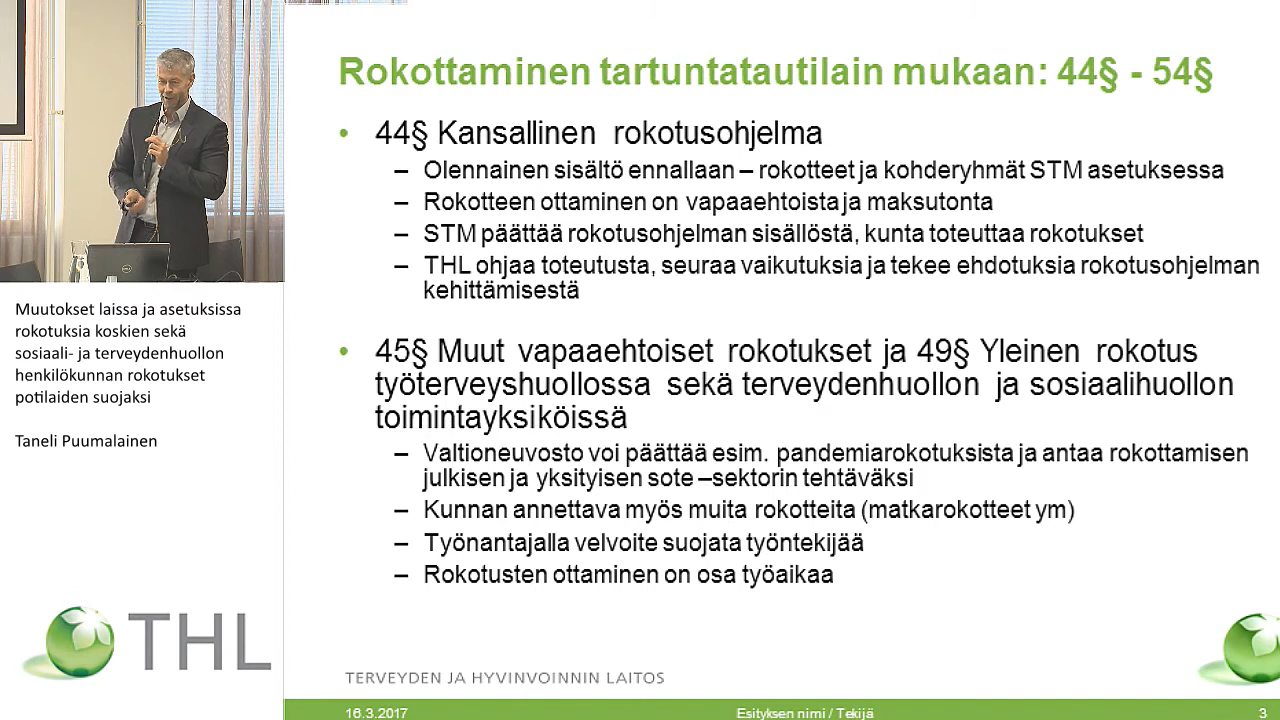 Rokottaminen tartuntatautilain mukaan: 44§ - 54§
• 44§ Kansallinen rokotusohjelma
– Olennainen sisältö ennallaan – rokotteet ja kohderyhmät STM asetuksessa
– Rokotteen ottaminen on vapaaehtoista ja maksutonta
– STM päättää rokotusohjelman sisällöstä, kunta toteuttaa rokotukset
– THL ohjaa toteutusta, seuraa vaikutuksia ja tekee ehdotuksia rokotusohjelman
kehittämisestä
• 45§ Muut vapaaehtoiset rokotukset ja 49§ Yleinen rokotus
työterveyshuollossa sekä terveydenhuollon ja sosiaalihuollon
toimintayksiköissä
– Valtioneuvosto voi päättää esim. pandemiarokotuksista ja antaa rokottamisen
julkisen ja yksityisen sote –sektorin tehtäväksi
– Kunnan annettava myös muita rokotteita (matkarokotteet ym)
– Työnantajalla velvoite suojata työntekijää
– Rokotusten ottaminen on osa työaikaa
Muutokset laissa ja asetuksissa
rokotuksia koskien sekä
sosiaali- ja terveydenhuollon
henkilökunnan rokotukset
potilaiden suojaksi
Taneli Puumalainen
THL
TERVEYDEN JA HYVINVOINNIN LAITOS
16.3.2017
Esityksen nimi / Tekijä
3
DELL